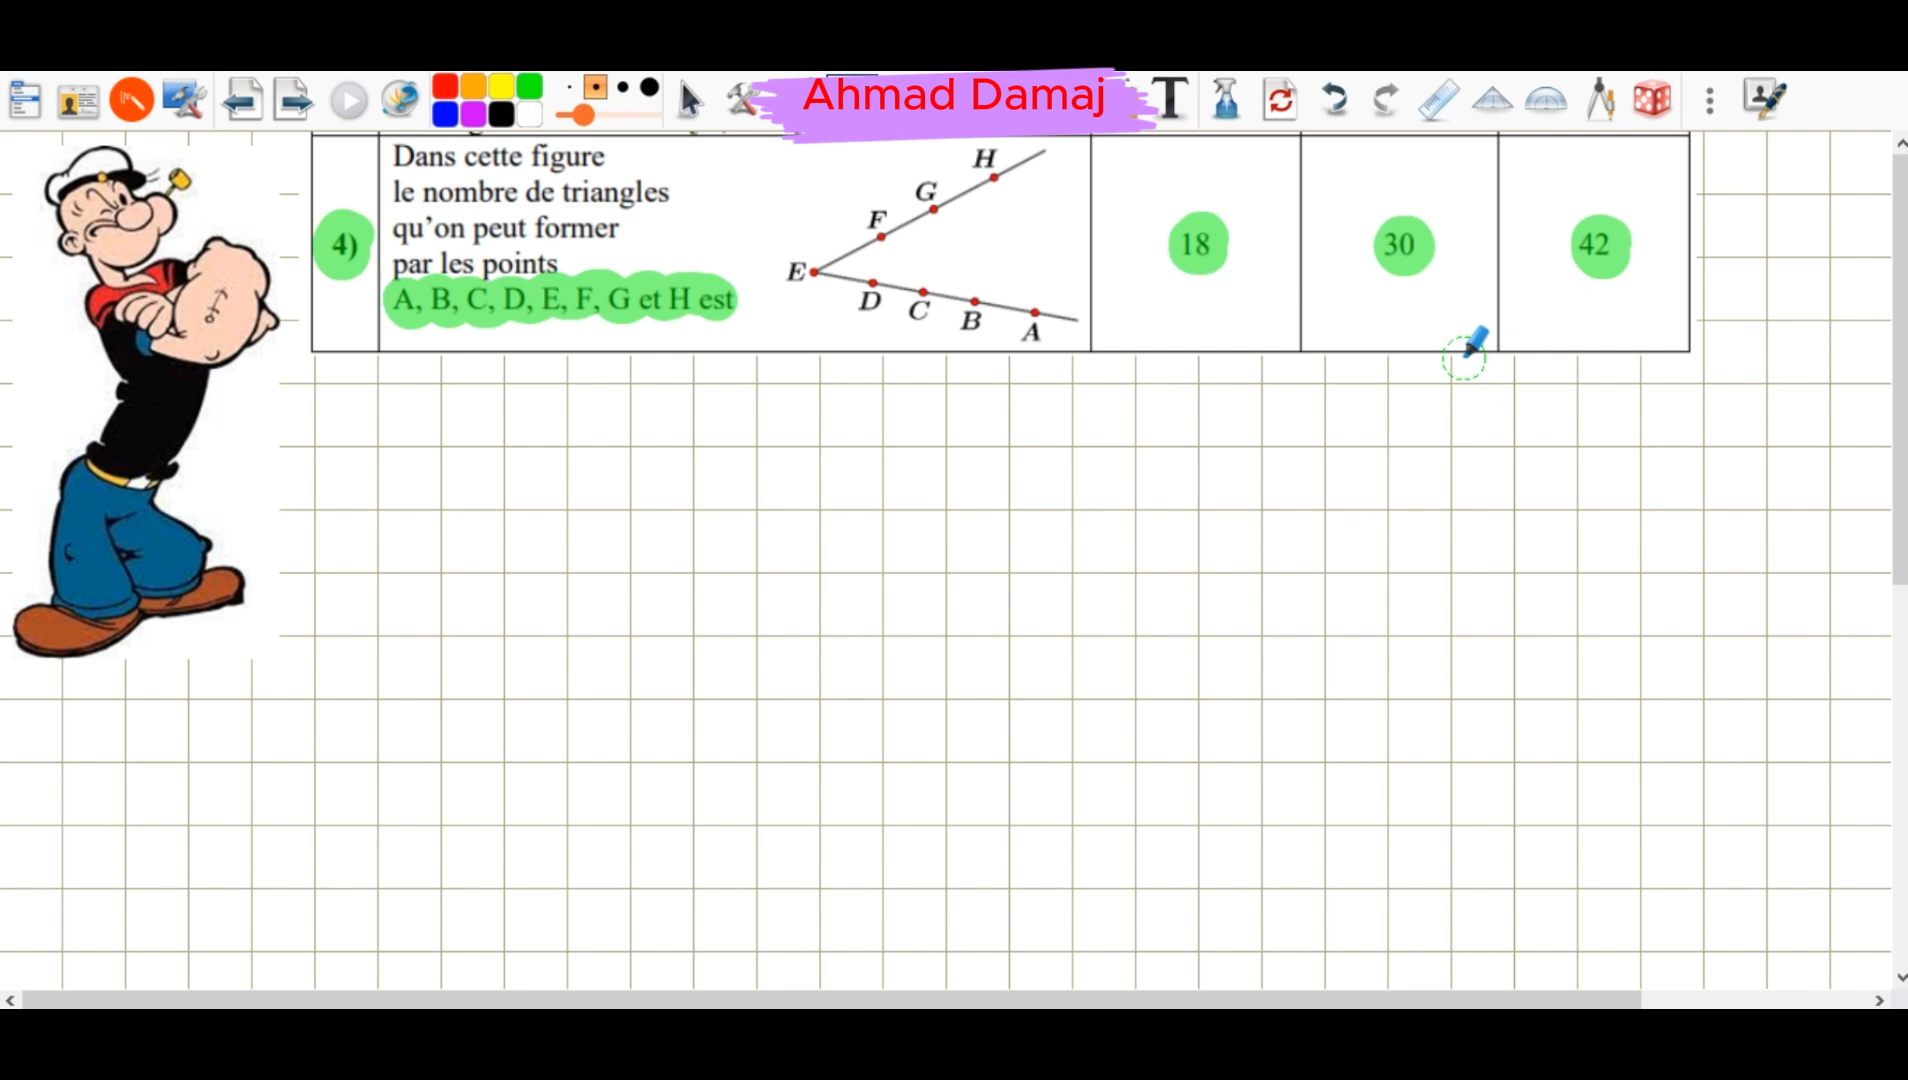 Ahmad Damaj
T
4)
Dans cette figure
le nombre de triangles
qu’on peut former
par les points
A, B, C, D, E, F, G et H est
H
G
F
E
D
C
B
A
18
30
42